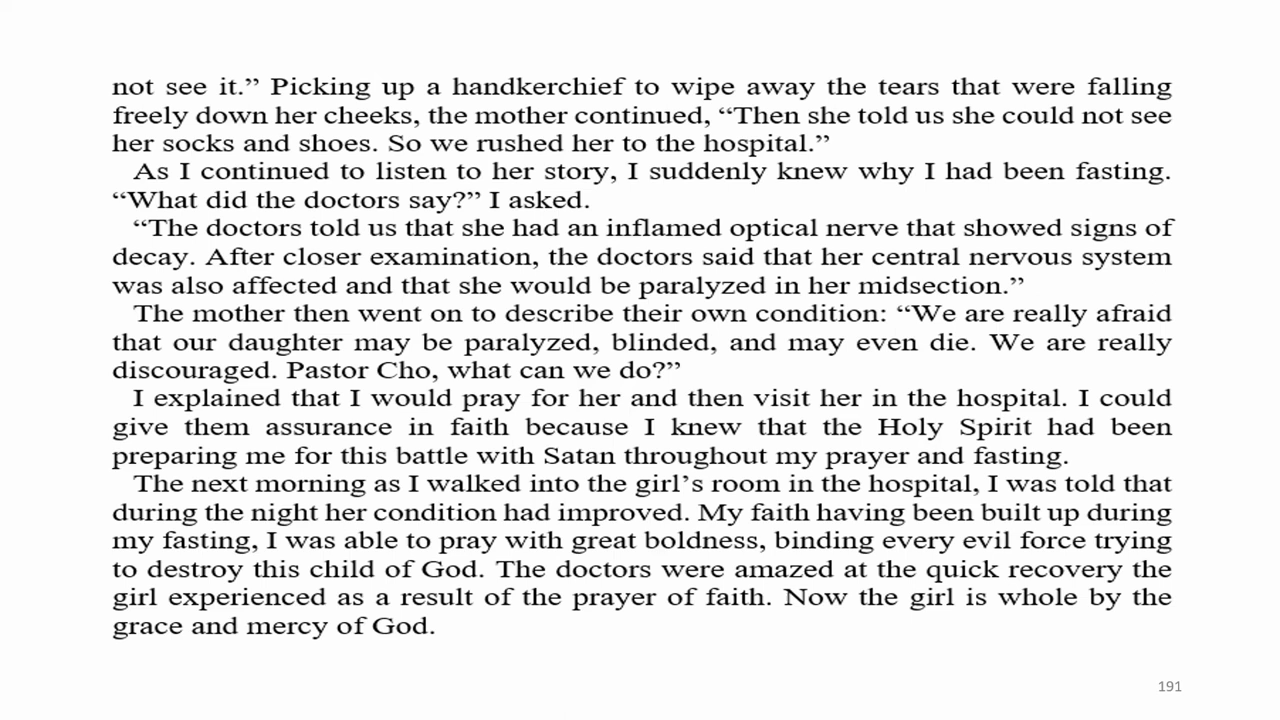 not see it.” Picking up a handkerchief to wipe away the tears that were falling
freely down her cheeks, the mother continued, “Then she told us she could not see
her socks and shoes. So we rushed her to the hospital.”
As I continued to listen to her story, I suddenly knew why I had been fasting.
“What did the doctors say?” I asked.
“The doctors told us that she had an inflamed optical nerve that showed signs of
decay. After closer examination, the doctors said that her central nervous system
was also affected and that she would be paralyzed in her midsection.”
The mother then went on to describe their own condition: “We are really afraid
that our daughter may be paralyzed, blinded, and may even die. We are really
discouraged. Pastor Cho, what can we do?”
I explained that I would pray for her and then visit her in the hospital. I could
give them assurance in faith because I knew that the Holy Spirit had been
preparing me for this battle with Satan throughout my prayer and fasting.
The next morning as I walked into the girl’s room in the hospital, I was told that
during the night her condition had improved. My faith having been built up during
my fasting, I was able to pray with great boldness, binding every evil force trying
to destroy this child of God. The doctors were amazed at the quick recovery the
girl experienced as a result of the prayer of faith. Now the girl is whole by the
grace and mercy of God.
191